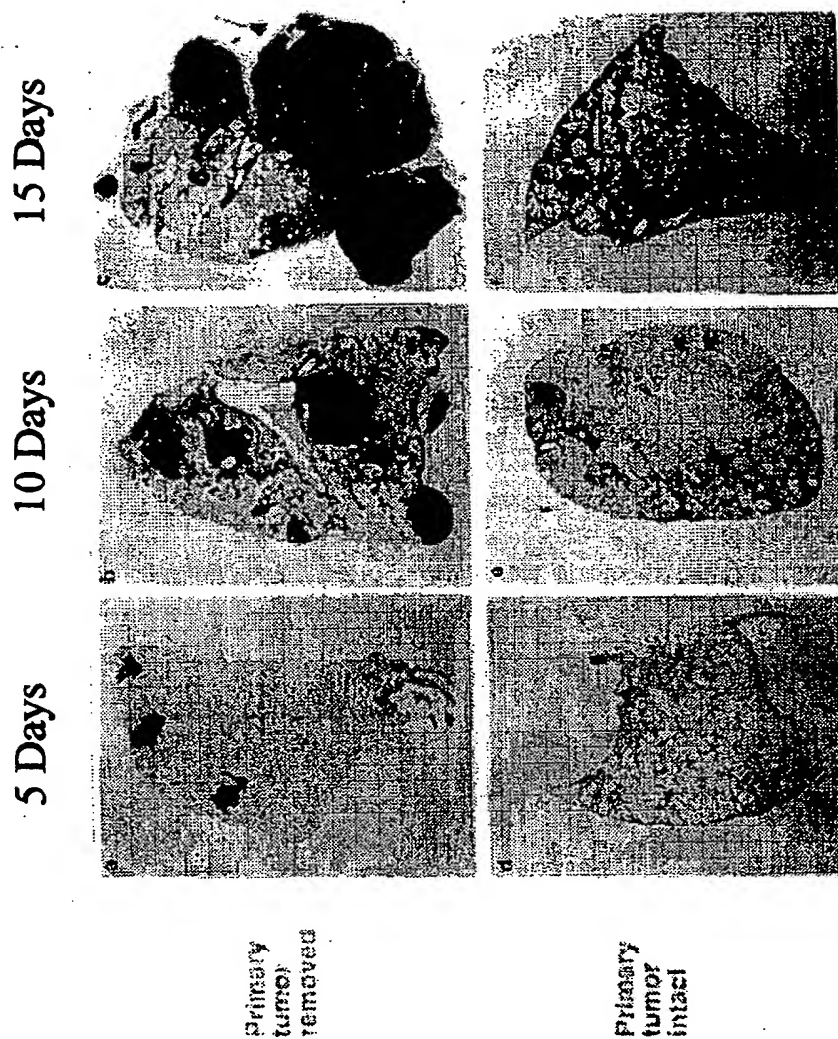 5 Days
10 Days
15 Days
Primary
tumor
removed
a
b
c
Primary
tumor
intact
d
e